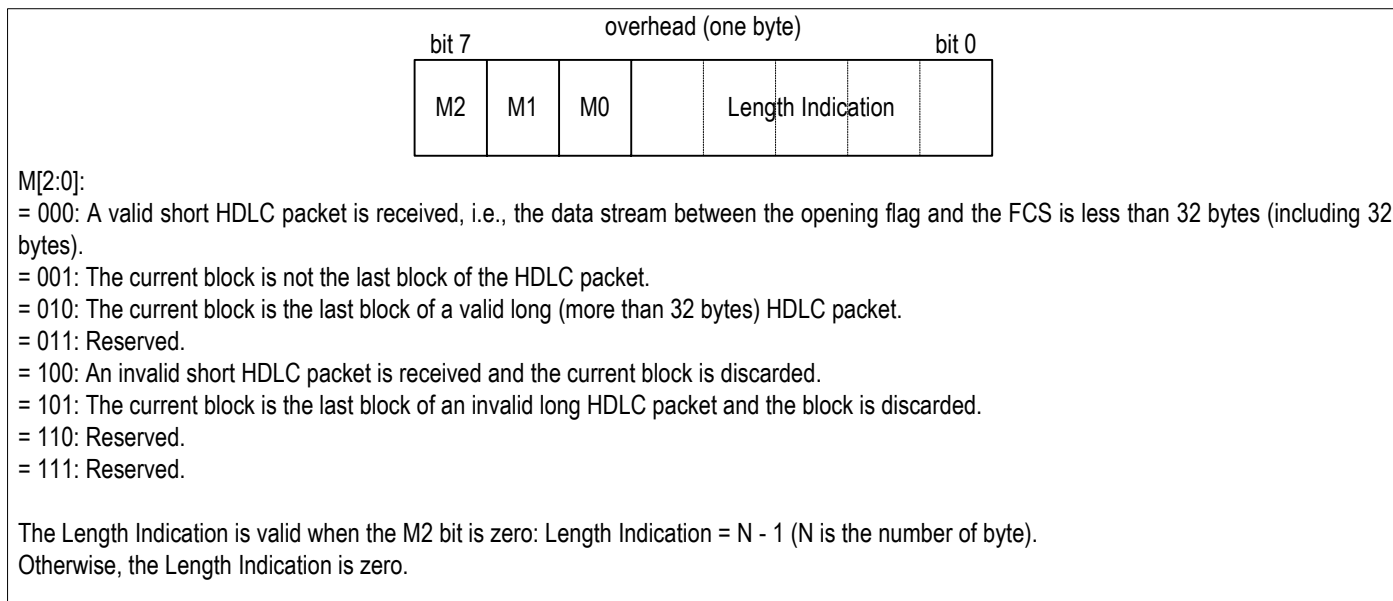 overhead (one byte)
bit 7 bit 0
M2 M1 M0 Length Indication
M[2:0]:
= 000: A valid short HDLC packet is received, i.e., the data stream between the opening flag and the FCS is less than 32 bytes (including 32
bytes).
= 001: The current block is not the last block of the HDLC packet.
= 010: The current block is the last block of a valid long (more than 32 bytes) HDLC packet.
= 011: Reserved.
= 100: An invalid short HDLC packet is received and the current block is discarded.
= 101: The current block is the last block of an invalid long HDLC packet and the block is discarded.
= 110: Reserved.
= 111: Reserved.
The Length Indication is valid when the M2 bit is zero: Length Indication = N - 1 (N is the number of byte).
Otherwise, the Length Indication is zero.